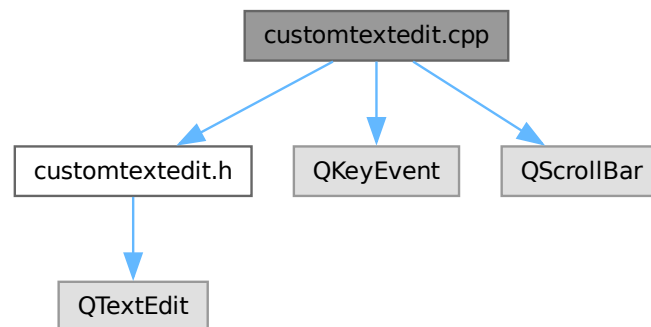 customtextedit.cpp
customtextedit.h
QKeyEvent
QScrollBar
QTextEdit